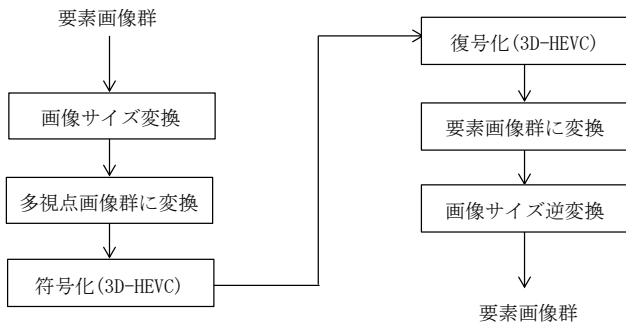 要素画像群
画像サイズ変換
多視点画像群に変換
符号化(3D-HEVC)
復号化(3D-HEVC)
要素画像群に変換
画像サイズ逆変換
要素画像群